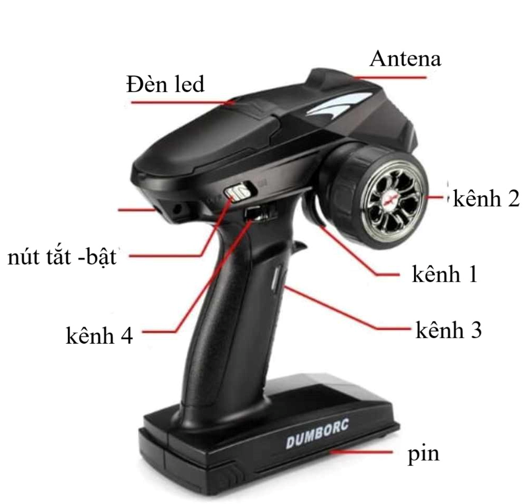 Antena
Đèn led
kênh 2
nút tắt -bật
kênh 1
kênh 4
kênh 3
DUMBORC
pin